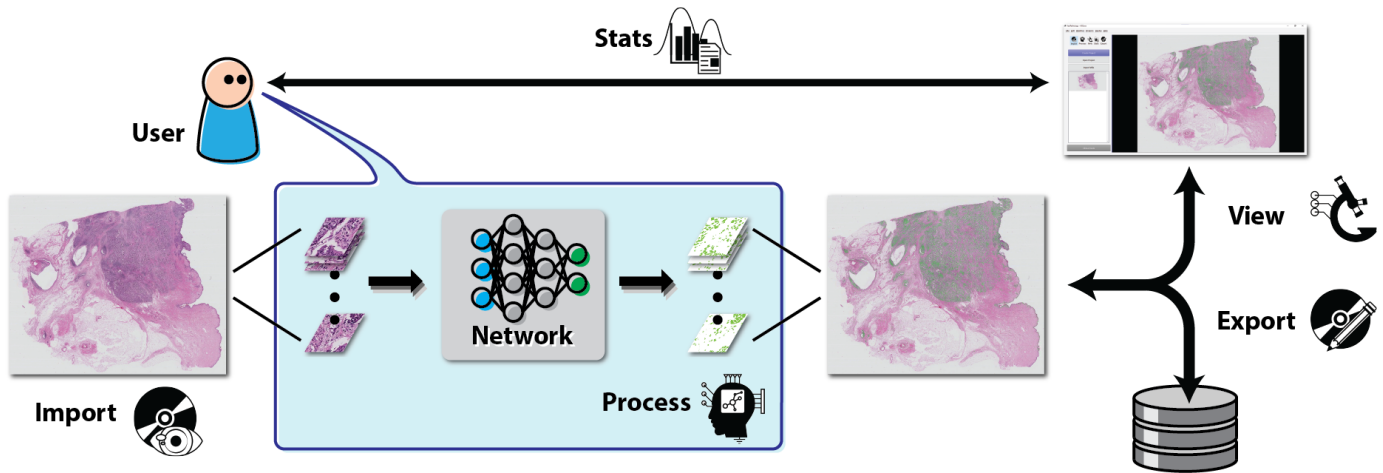 Stats
User
View
Network
Export
Process
Import